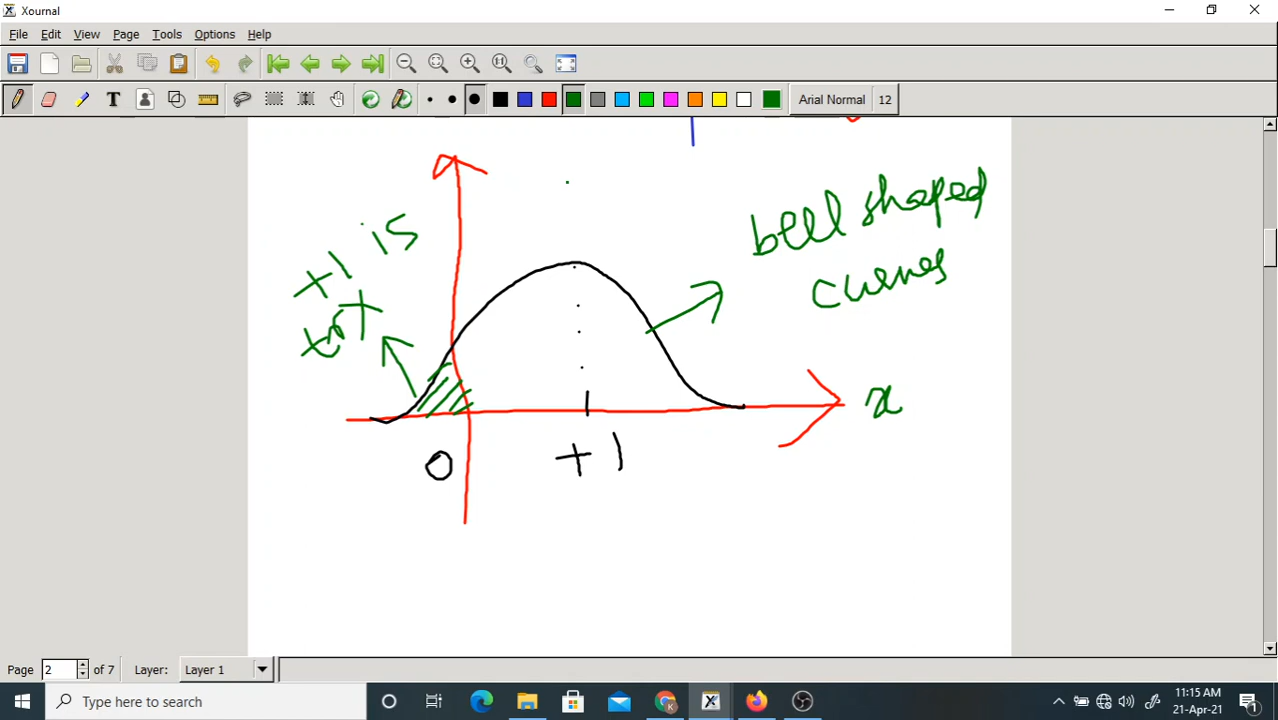 Xournal
File Edit View Page Tools Options Help
T
Arial Normal 12
+1 is
bell shaped
curves
x
0 +1
Page 2 of 7 Layer: Layer 1
Type here to search
11:15 AM
21-Apr-21